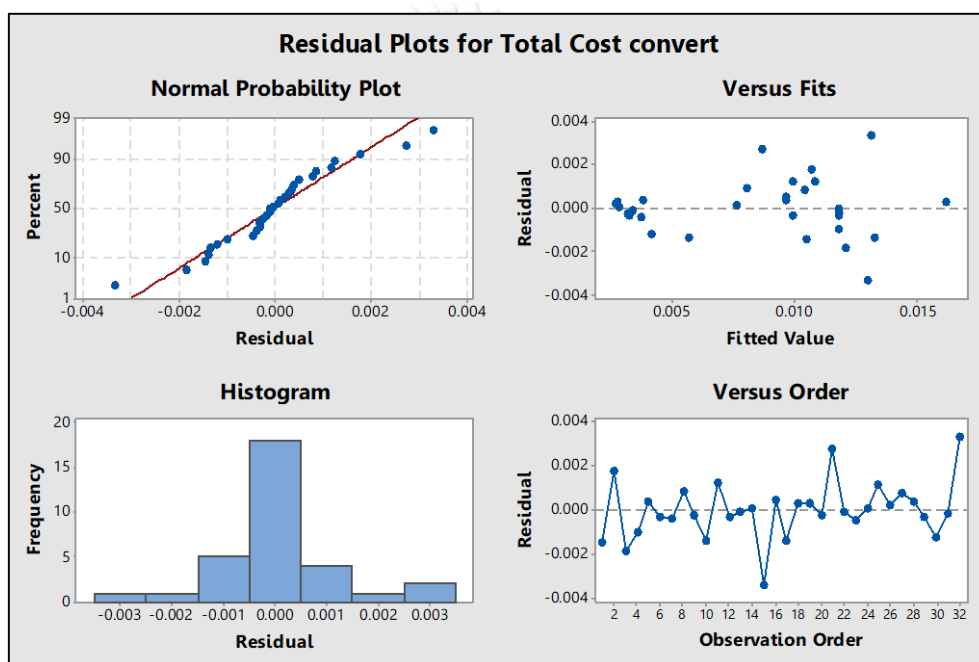 Residual Plots for Total Cost convert
Normal Probability Plot
99
90
50
10
1
Percent
-0.004 -0.002 0.000 0.002 0.004
Residual
Versus Fits
0.004
0.002
0.000
-0.002
-0.004
Residual
0.005 0.010 0.015
Fitted Value
Histogram
20
15
10
5
0
Frequency
-0.003 -0.002 -0.001 0.000 0.001 0.002 0.003
Residual
Versus Order
0.004
0.002
0.000
-0.002
-0.004
Residual
2 4 6 8 10 12 14 16 18 20 22 24 26 28 30 32
Observation Order